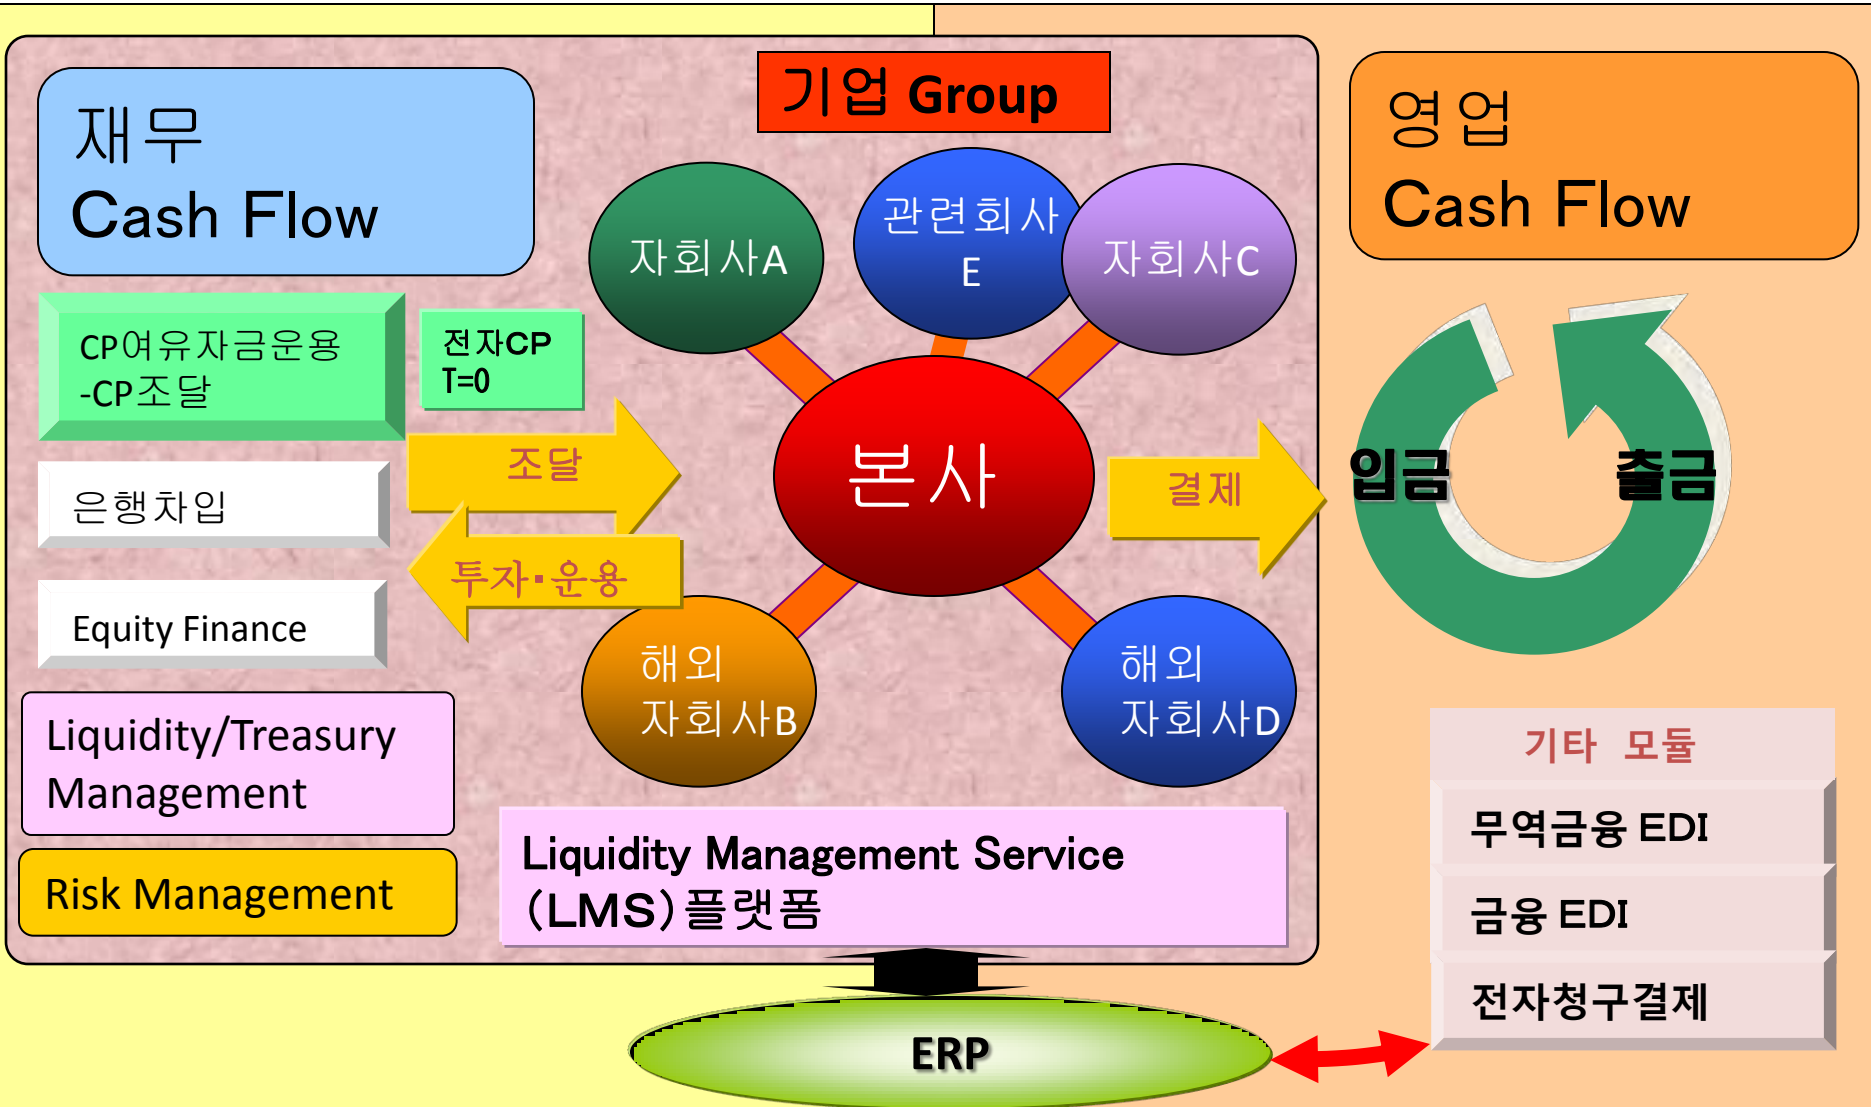 재무
Cash Flow
기업 Group
영업
Cash Flow
자회사A
관련회사
E
자회사C
CP여유자금운용
-CP조달
전자CP
T=0
조달
본사
결제
입금
출금
은행차입
투자·운용
Equity Finance
해외
자회사B
해외
자회사D
Liquidity/Treasury
Management
Risk Management
Liquidity Management Service
(LMS)플랫폼
기타 모듈
무역금융 EDI
금융 EDI
전자청구결제
ERP